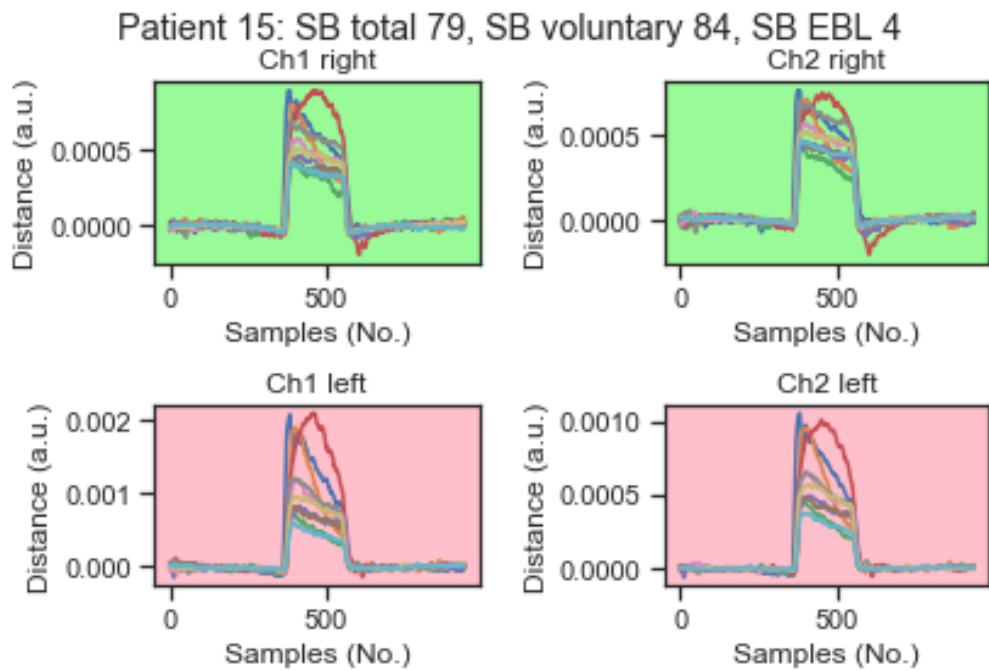 Patient 15: SB total 79, SB voluntary 84, SB EBL 4
Ch1 right
Distance (a.u.)
0.0005
0.0000
0
500
Samples (No.)
Ch2 right
Distance (a.u.)
0.0005
0.0000
0
500
Samples (No.)
Ch1 left
Distance (a.u.)
0.002
0.001
0.000
0
500
Samples (No.)
Ch2 left
Distance (a.u.)
0.0010
0.0005
0.0000
0
500
Samples (No.)